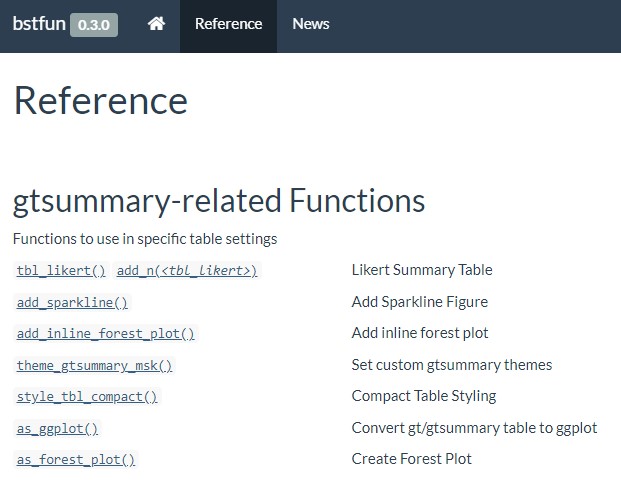 bstfun 0.3.0 Reference News
Reference
gtsummary-related Functions
Functions to use in specific table settings
tbl_likert() add_n(<tbl_likert>) Likert Summary Table
add_sparkline() Add Sparkline Figure
add_inline_forest_plot() Add inline forest plot
theme_gtsummary_msk() Set custom gtsummary themes
style_tbl_compact() Compact Table Styling
as_ggplot() Convert gt/gtsummary table to ggplot
as_forest_plot() Create Forest Plot